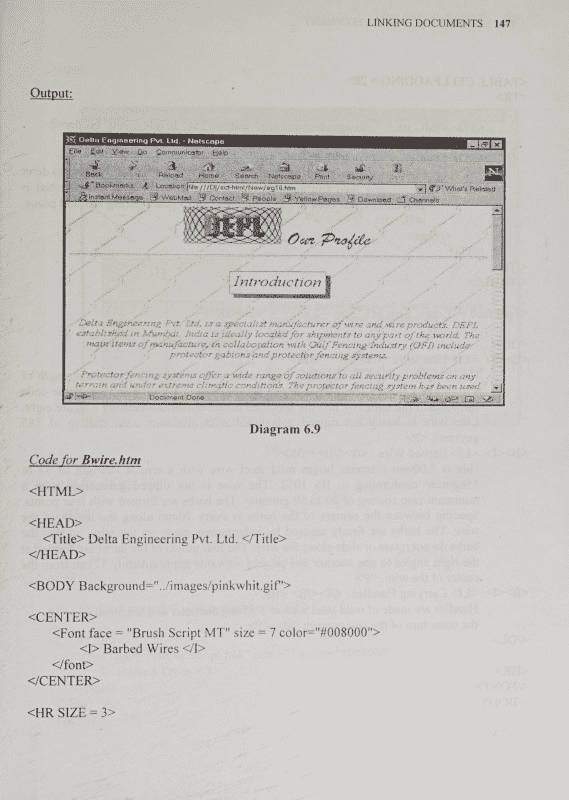 LINKING DOCUMENTS 147
Output:
Delta Engineering Pvt. Ltd. - Netscape
File Edit View Go Communicator Help
Back Reload Home Search Netscape Print Security
Bookmarks Location: file:///D|/sct-html/Now/eg16.htm What's Related
Instant Message WebMail Contact People Yellow Pages Download Channels
DEPL Our Profile
Introduction
Delta Engineering Pvt. Ltd. is a specialist manufacturer of wire and wire products. DEPL
established in Mumbai. India is ideally located for shipments to any part of the world. The
main items of manufacture, in collaboration with Gulf Fencing Industry (GFI) include
protector gabions and protector fencing systems.
Protector fencing systems offer a wide range of solutions to all security problems on any
terrain and under extreme climatic conditions. The protector fencing system has been used
Document Done
Diagram 6.9
Code for Bwire.htm
<HTML>
<HEAD>
<Title> Delta Engineering Pvt. Ltd. </Title>
</HEAD>
<BODY Background="../images/pinkwhit.gif">
<CENTER>
<Font face = "Brush Script MT" size = 7 color="#008000">
<I> Barbed Wires </I>
</font>
</CENTER>
<HR SIZE = 3>